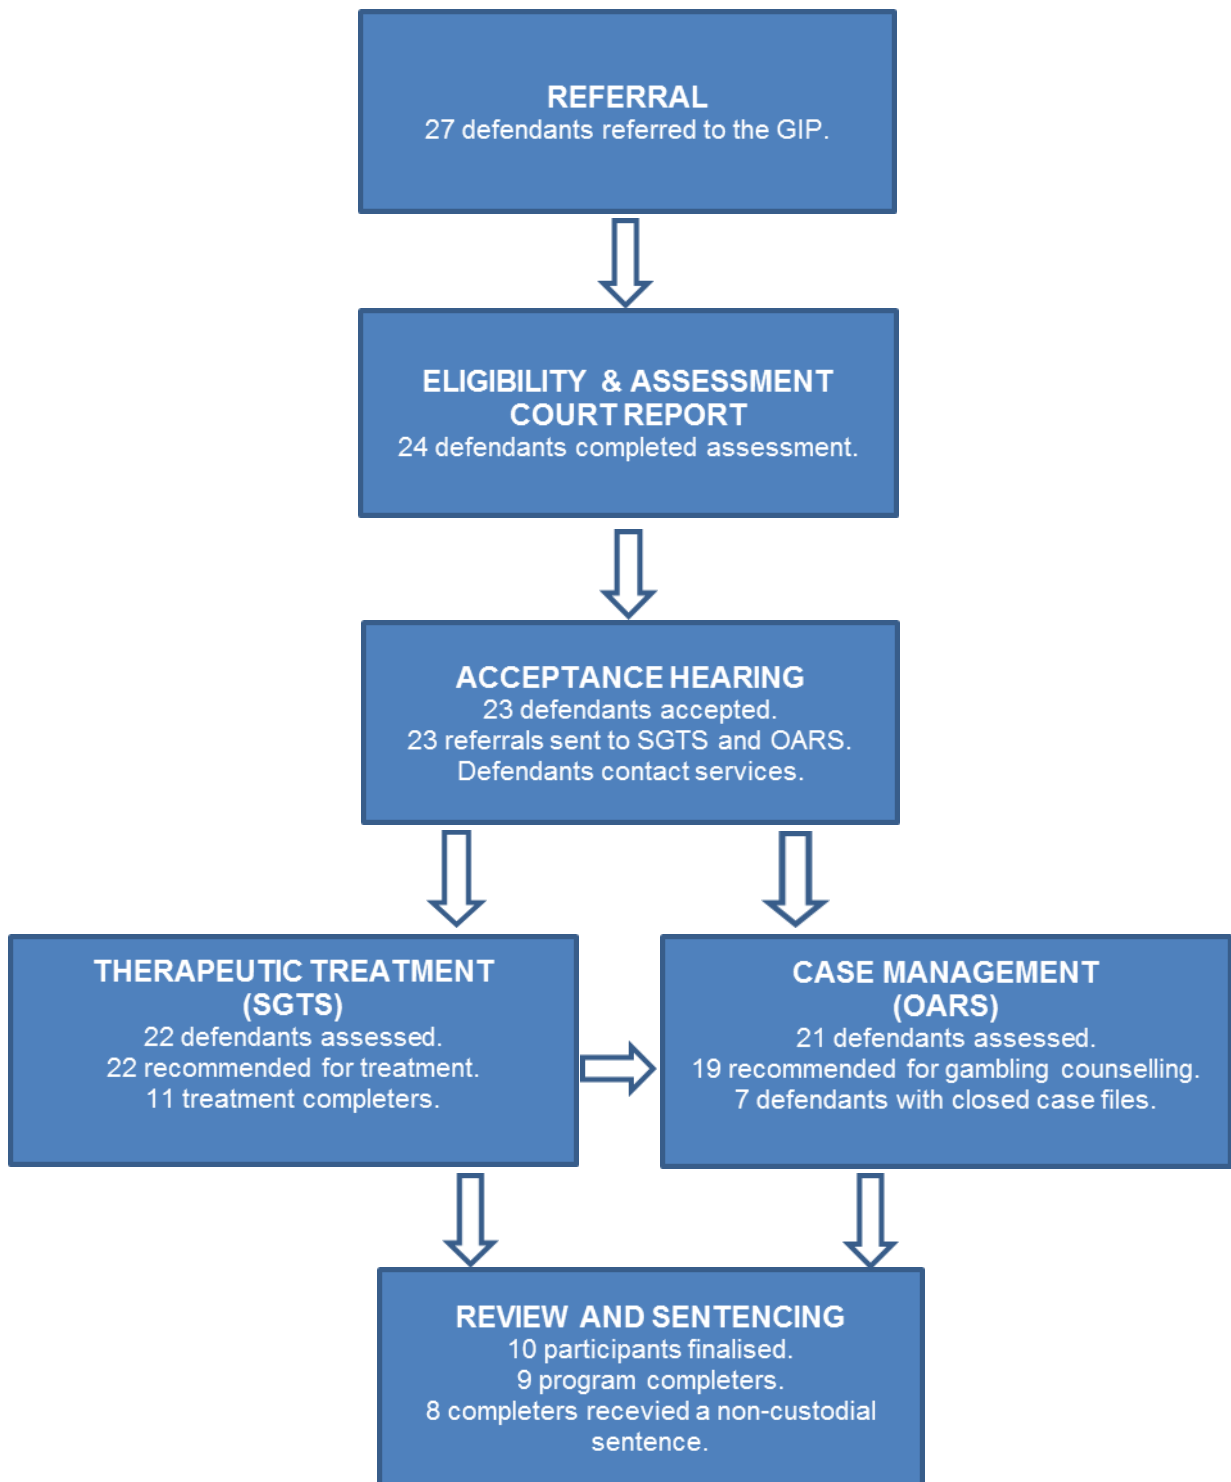 REFERRAL
27 defendants referred to the GIP.
ELIGIBILITY & ASSESSMENT
COURT REPORT
24 defendants completed assessment.
ACCEPTANCE HEARING
23 defendants accepted.
23 referrals sent to SGTS and OARS.
Defendants contact services.
THERAPEUTIC TREATMENT
(SGTS)
22 defendants assessed.
22 recommended for treatment.
11 treatment completers.
CASE MANAGEMENT
(OARS)
21 defendants assessed.
19 recommended for gambling counselling.
7 defendants with closed case files.
REVIEW AND SENTENCING
10 participants finalised.
9 program completers.
8 completers recevied a non-custodial
sentence.